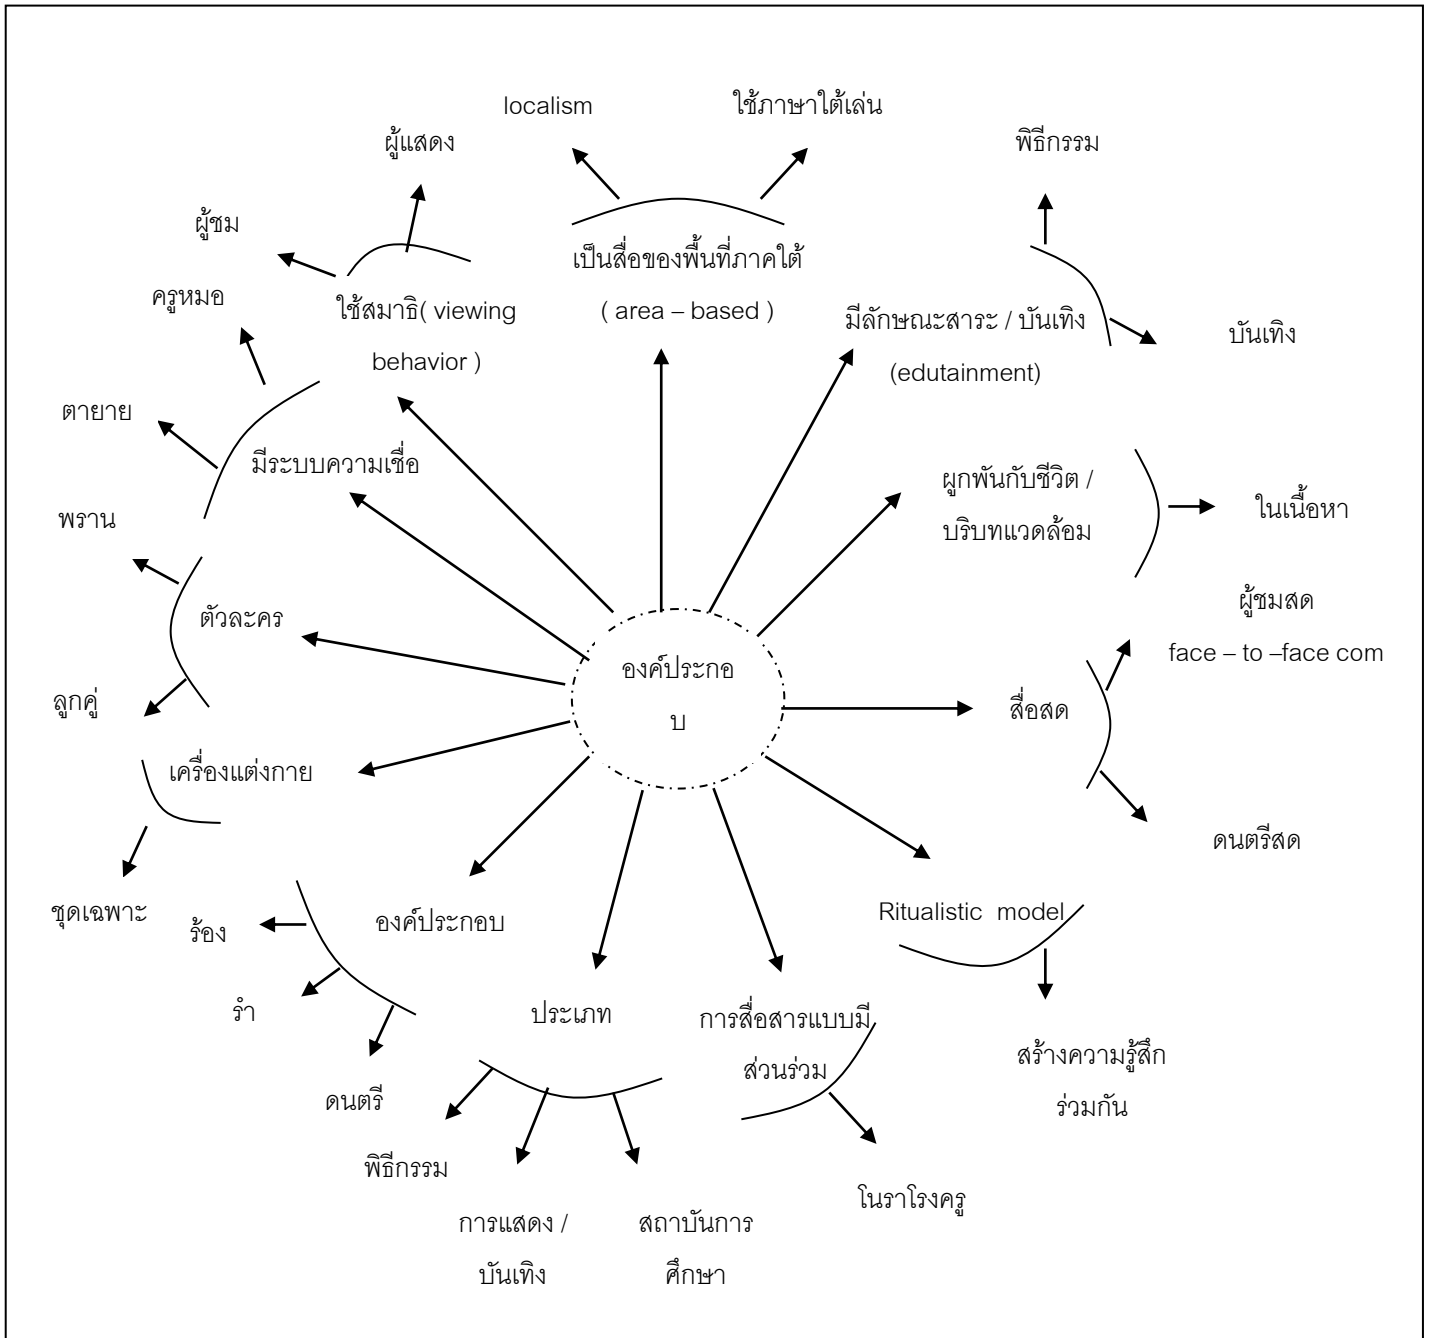 localism
ใช้ภาษาใต้เล่น
ผู้แสดง
พิธีกรรม
ผู้ชม
เป็นสื่อของพื้นที่ภาคใต้
( area – based )
ครูหมอ
ใช้สมาธิ( viewing
behavior )
มีลักษณะสาระ / บันเทิง
(edutainment)
บันเทิง
ตายาย
มีระบบความเชื่อ
ผูกพันกับชีวิต /
บริบทแวดล้อม
ในเนื้อหา
พราน
ตัวละคร
ลูกคู่
องค์ประกอ
บ
ผู้ชมสด
face – to –face com
สื่อสด
ดนตรีสด
เครื่องแต่งกาย
ชุดเฉพาะ
องค์ประกอบ
ร้อง
รำ
ดนตรี
Ritualistic model
สร้างความรู้สึก
ร่วมกัน
ประเภท
การสื่อสารแบบมี
ส่วนร่วม
พิธีกรรม
การแสดง /
บันเทิง
สถาบันการ
ศึกษา
โนราโรงครู